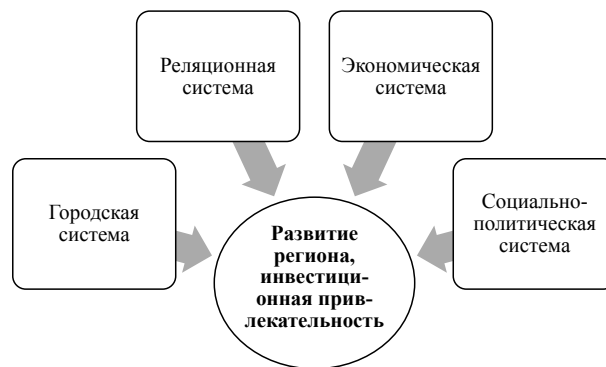 Реляционная
система
Экономическая
система
Городская
система
Социально-
политическая
система
Развитие
региона,
инвестици-
онная прив-
лекательность